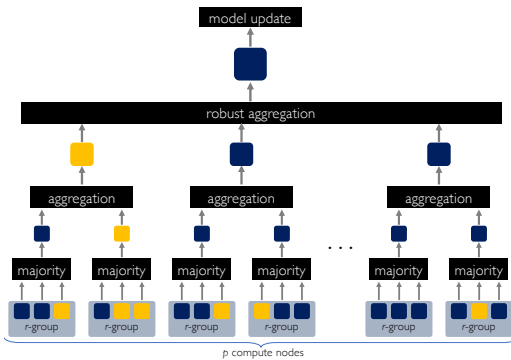 model update
robust aggregation
aggregation aggregation aggregation
...
majority majority majority majority majority majority
r-group r-group r-group r-group r-group r-group
p compute nodes